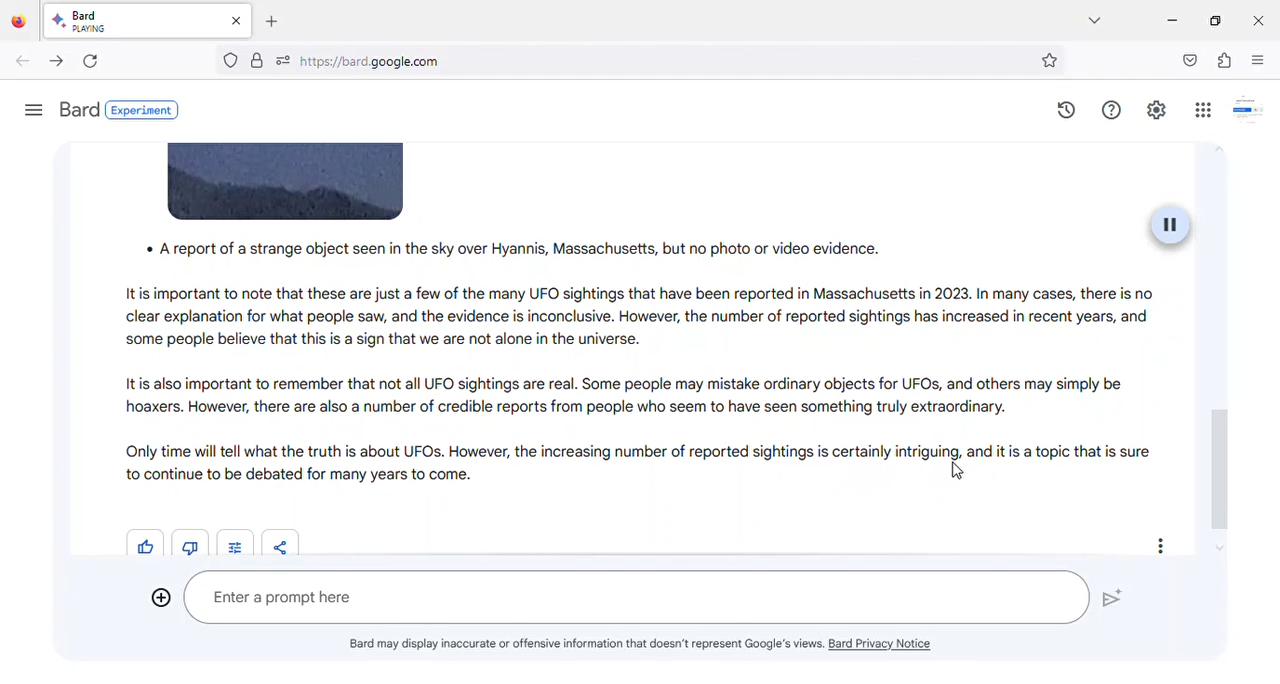 Bard
PLAYING
https://bard.google.com
Bard Experiment
• A report of a strange object seen in the sky over Hyannis, Massachusetts, but no photo or video evidence.
It is important to note that these are just a few of the many UFO sightings that have been reported in Massachusetts in 2023. In many cases, there is no
clear explanation for what people saw, and the evidence is inconclusive. However, the number of reported sightings has increased in recent years, and
some people believe that this is a sign that we are not alone in the universe.
It is also important to remember that not all UFO sightings are real. Some people may mistake ordinary objects for UFOs, and others may simply be
hoaxers. However, there are also a number of credible reports from people who seem to have seen something truly extraordinary.
Only time will tell what the truth is about UFOs. However, the increasing number of reported sightings is certainly intriguing, and it is a topic that is sure
to continue to be debated for many years to come.
Enter a prompt here
Bard may display inaccurate or offensive information that doesn't represent Google's views. Bard Privacy Notice